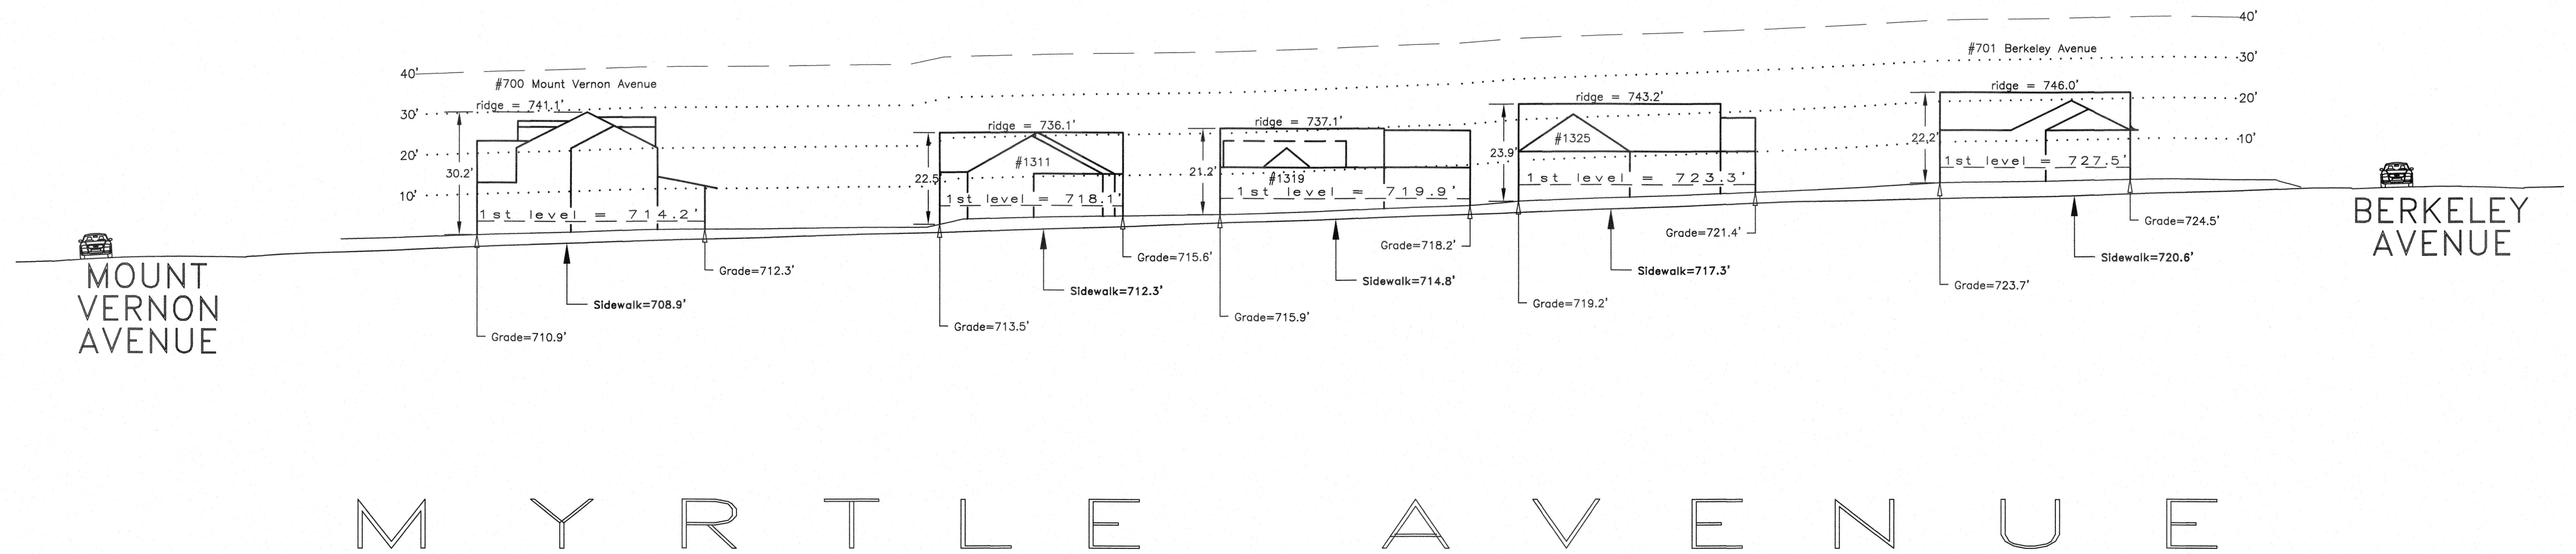 40'
40'
#701 Berkeley Avenue
30'
#700 Mount Vernon Avenue
ridge = 746.0'
20'
ridge = 743.2'
ridge = 741.1'
30'
ridge = 737.1'
ridge = 736.1'
#1325
10'
22.2'
23.9'
20'
#1311
1st level = 727.5'
30.2'
22.5'
21.2'
#1319
1st level = 723.3'
10'
1st level = 719.9'
1st level = 718.1'
1st level = 714.2'
BERKELEY
AVENUE
Grade=724.5'
Grade=721.4'
Grade=718.2'
Grade=715.6'
Sidewalk=720.6'
Grade=712.3'
Sidewalk=717.3'
MOUNT
VERNON
AVENUE
Sidewalk=714.8'
Grade=723.7'
Sidewalk=712.3'
Sidewalk=708.9'
Grade=719.2'
Grade=715.9'
Grade=713.5'
Grade=710.9'
MYRTLE AVENUE